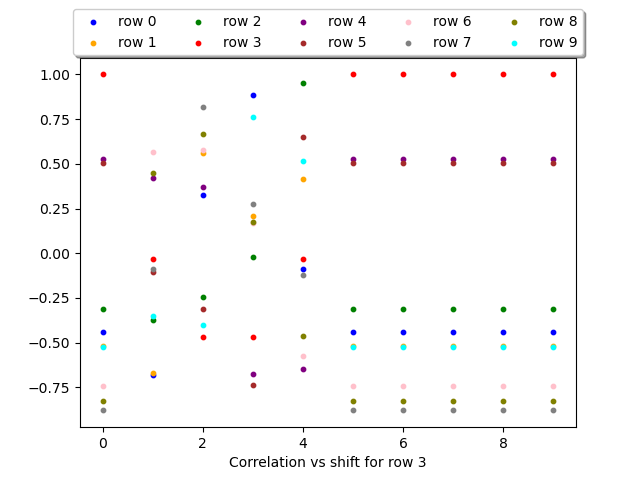 row 0 row 2 row 4 row 6 row 8
row 1 row 3 row 5 row 7 row 9
1.00
0.75
0.50
0.25
0.00
−0.25
−0.50
−0.75
0 2 4 6 8
Correlation vs shift for row 3